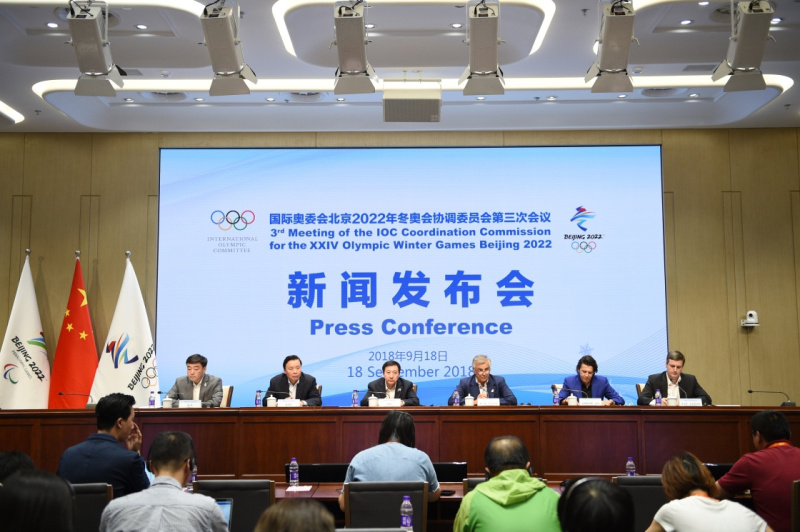 国际奥委会北京2022年冬奥会协调委员会第三次会议
3rd Meeting of the IOC Coordination Commission
for the XXIV Olympic Winter Games Beijing 2022
INTERNATIONAL
OLYMPIC
COMMITTEE
BEIJING 2022
新闻发布会
Press Conference
2018年9月18日
18 September 2018
BEIJING 2022
BEIJING 2022